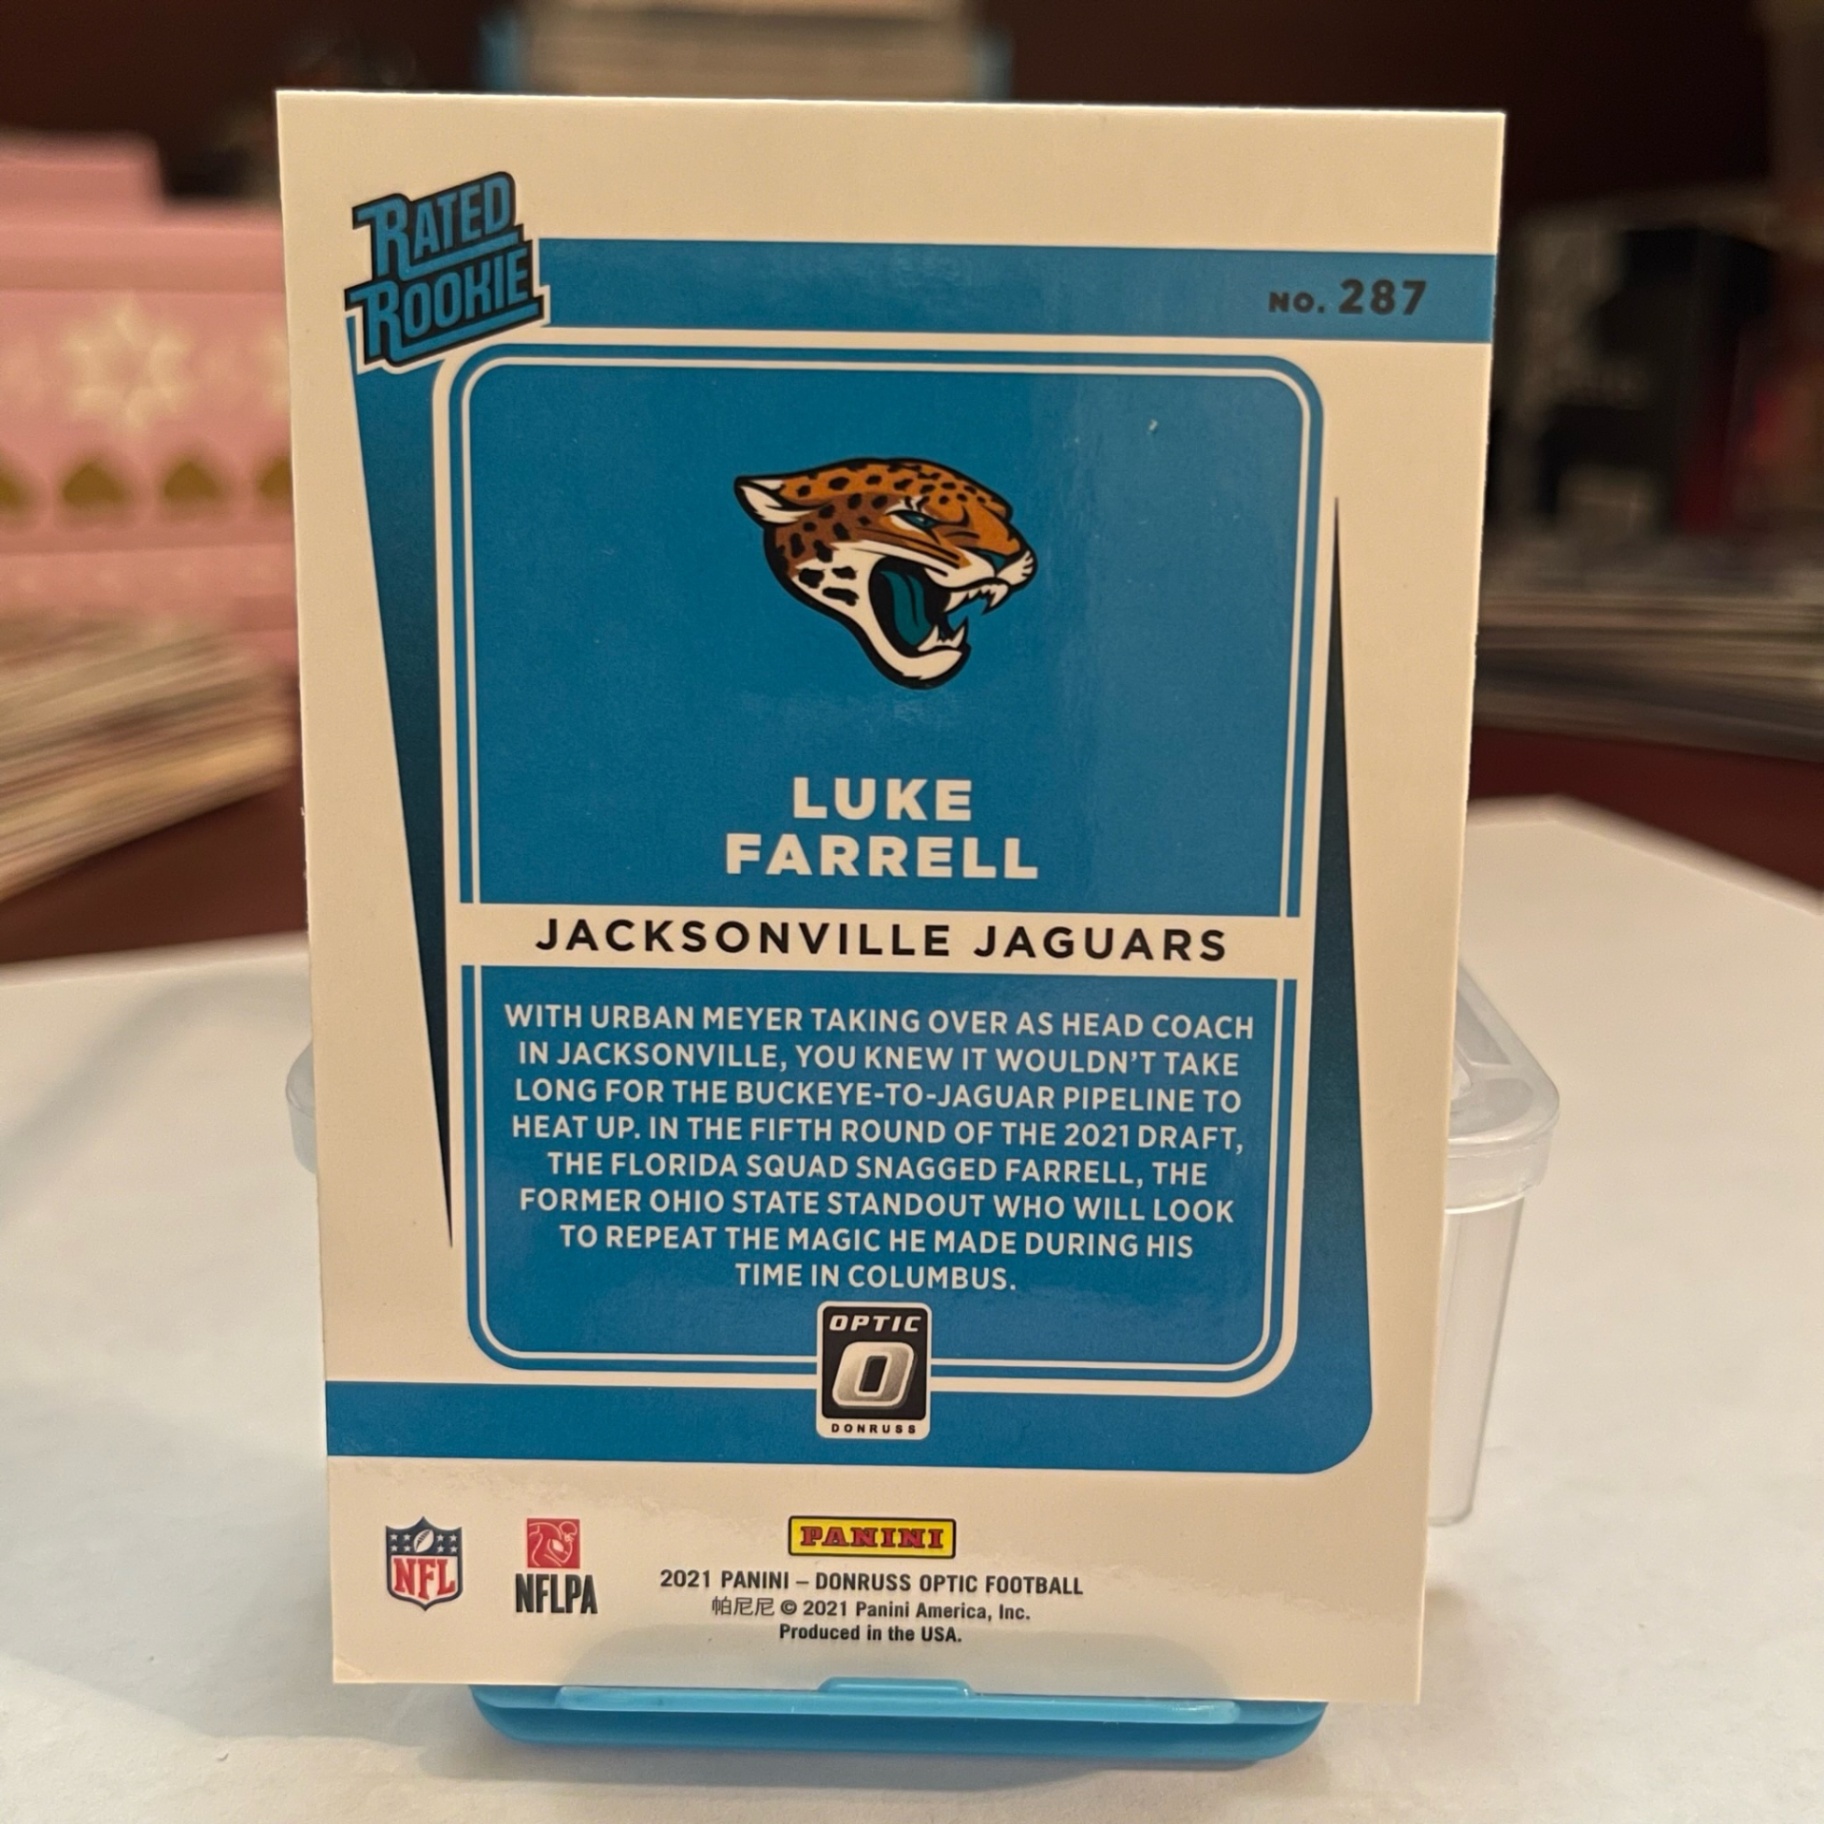 RATED
ROOKIE
NO. 287
LUKE
FARRELL
JACKSONVILLE JAGUARS
WITH URBAN MEYER TAKING OVER AS HEAD COACH
IN JACKSONVILLE, YOU KNEW IT WOULDN'T TAKE
LONG FOR THE BUCKEYE-TO-JAGUAR PIPELINE TO
HEAT UP. IN THE FIFTH ROUND OF THE 2021 DRAFT,
THE FLORIDA SQUAD SNAGGED FARRELL, THE
FORMER OHIO STATE STANDOUT WHO WILL LOOK
TO REPEAT THE MAGIC HE MADE DURING HIS
TIME IN COLUMBUS.
OPTIC
O
DONRUSS
NFL
NFLPA
PANINI
2021 PANINI – DONRUSS OPTIC FOOTBALL
帕尼尼 © 2021 Panini America, Inc.
Produced in the USA.